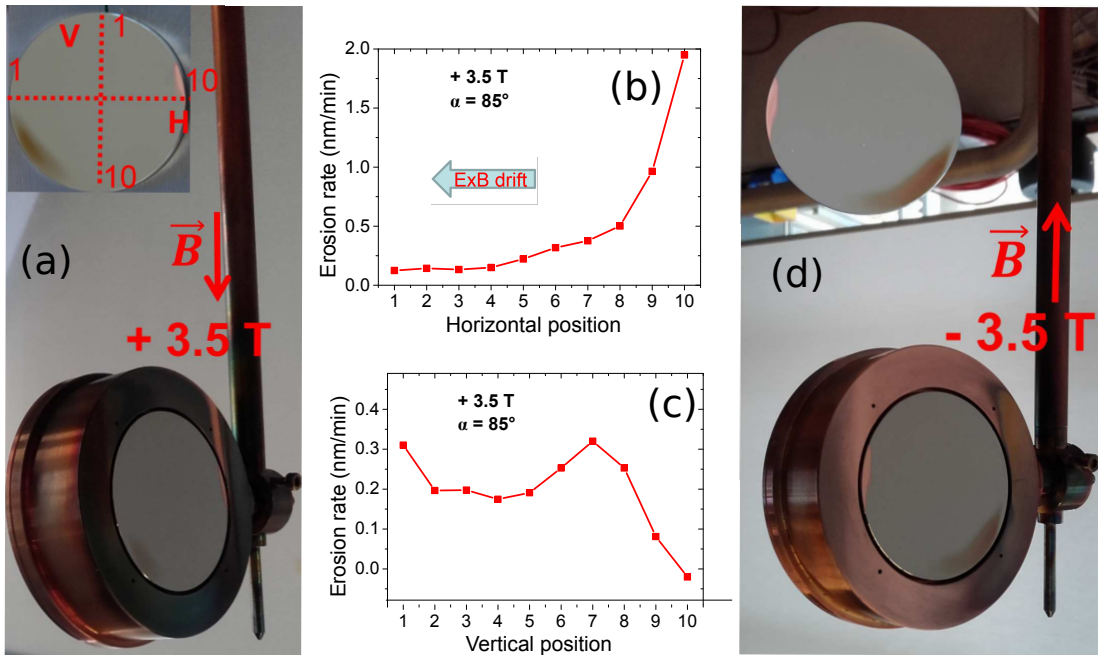 V
1
1
10
H
10
(a)
B
+ 3.5 T
2.0
1.5
1.0
0.5
0.0
Erosion rate (nm/min)
+ 3.5 T
α = 85°
(b)
ExB drift
1 2 3 4 5 6 7 8 9 10
Horizontal position
0.4
0.3
0.2
0.1
0.0
Erosion rate (nm/min)
+ 3.5 T
α = 85°
(c)
1 2 3 4 5 6 7 8 9 10
Vertical position
(d)
B
- 3.5 T